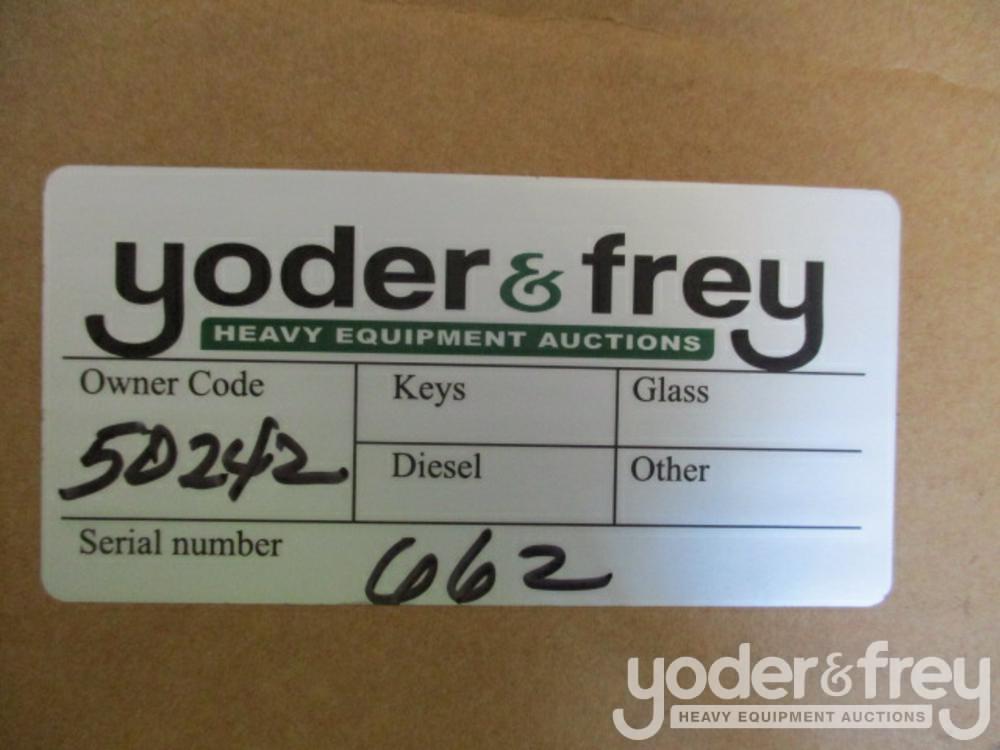 yoder & frey
HEAVY EQUIPMENT AUCTIONS
Owner Code Keys Glass
50242
Diesel Other
Serial number 662
yoder & frey
HEAVY EQUIPMENT AUCTIONS